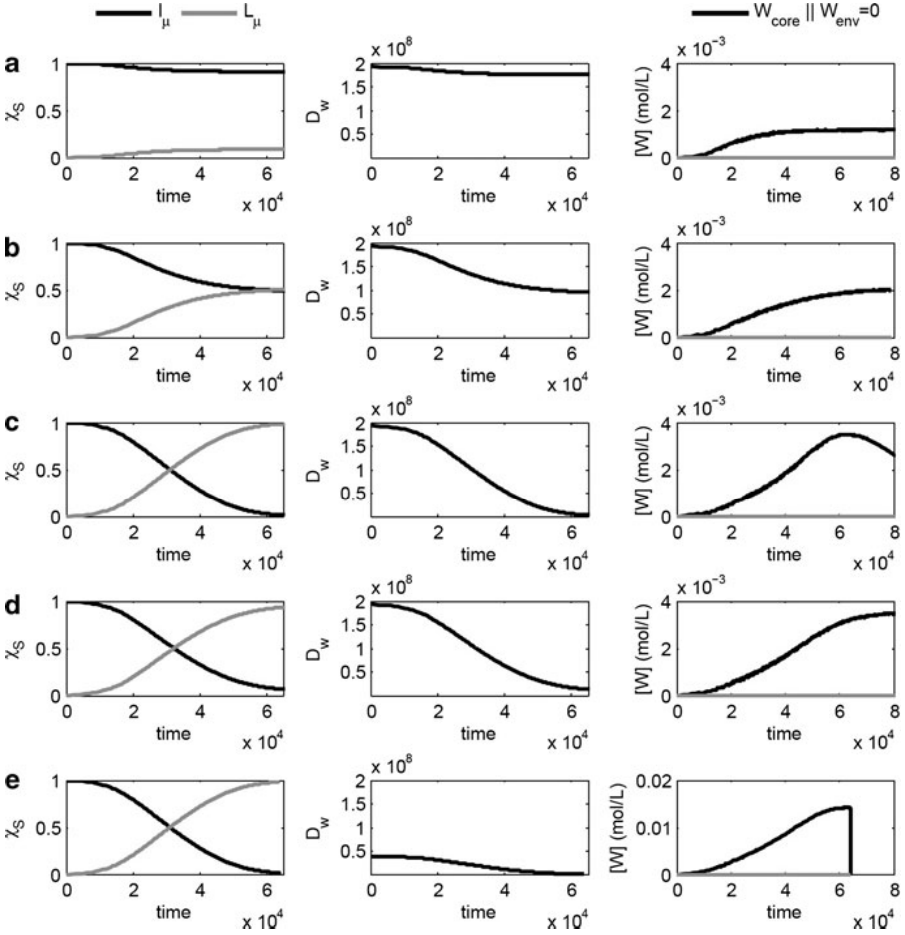 I_μ L_μ W_core || W_env=0
a
χ_S
1
0.5
0
0 2 4 6
time
x 10^4
x 10^8
D_w
2
1.5
1
0.5
0 2 4 6
time
x 10^4
x 10^-3
[W] (mol/L)
4
2
0
0 2 4 6 8
time
x 10^4
b
χ_S
1
0.5
0
0 2 4 6
time
x 10^4
x 10^8
D_w
2
1.5
1
0.5
0 2 4 6
time
x 10^4
x 10^-3
[W] (mol/L)
4
2
0
0 2 4 6 8
time
x 10^4
c
χ_S
1
0.5
0
0 2 4 6
time
x 10^4
x 10^8
D_w
2
1.5
1
0.5
0 2 4 6
time
x 10^4
x 10^-3
[W] (mol/L)
4
2
0
0 2 4 6 8
time
x 10^4
d
χ_S
1
0.5
0
0 2 4 6
time
x 10^4
x 10^8
D_w
2
1.5
1
0.5
0 2 4 6
time
x 10^4
x 10^-3
[W] (mol/L)
4
2
0
0 2 4 6 8
time
x 10^4
e
χ_S
1
0.5
0
0 2 4 6
time
x 10^4
x 10^8
D_w
2
1.5
1
0.5
0 2 4 6
time
x 10^4
[W] (mol/L)
0.02
0.01
0
0 2 4 6 8
time
x 10^4